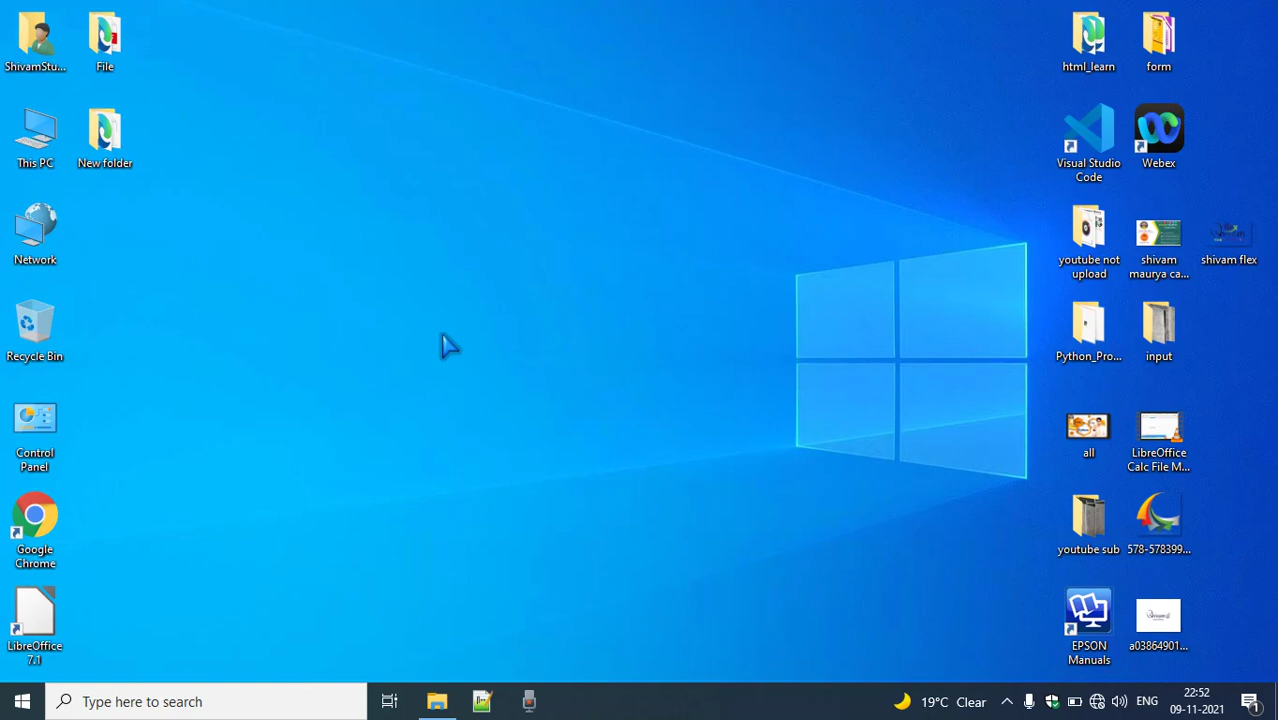 ShivamStu...
File
This PC
New folder
Network
Recycle Bin
Control
Panel
Google
Chrome
LibreOffice
7.1
html_learn
form
Visual Studio
Code
Webex
youtube not
upload
shivam
maurya ca...
shivam flex
Python_Pro...
input
all
LibreOffice
Calc File M...
youtube sub
578-578399...
EPSON
Manuals
a03864901...
Type here to search
19°C Clear
ENG
22:52
09-11-2021
1